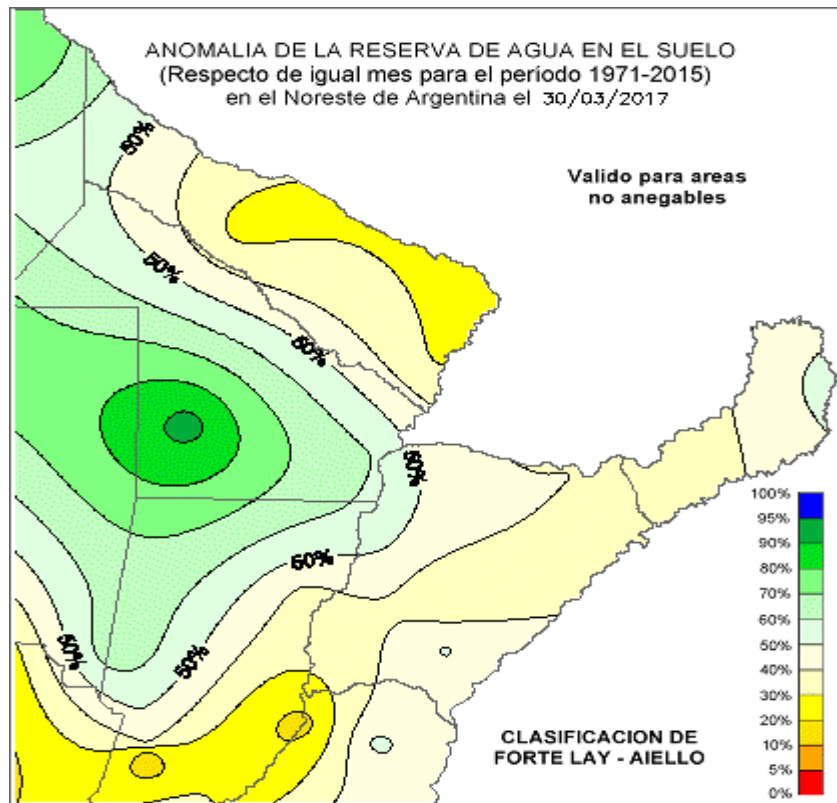 ANOMALIA DE LA RESERVA DE AGUA EN EL SUELO
(Respecto de igual mes para el período 1971-2015)
en el Noreste de Argentina el 30/03/2017
50%
Valido para areas
no anegables
50%
50%
50%
50%
50%
50%
100%
95%
90%
80%
70%
60%
50%
40%
30%
20%
10%
5%
0%
CLASIFICACION DE
FORTE LAY - AIELLO